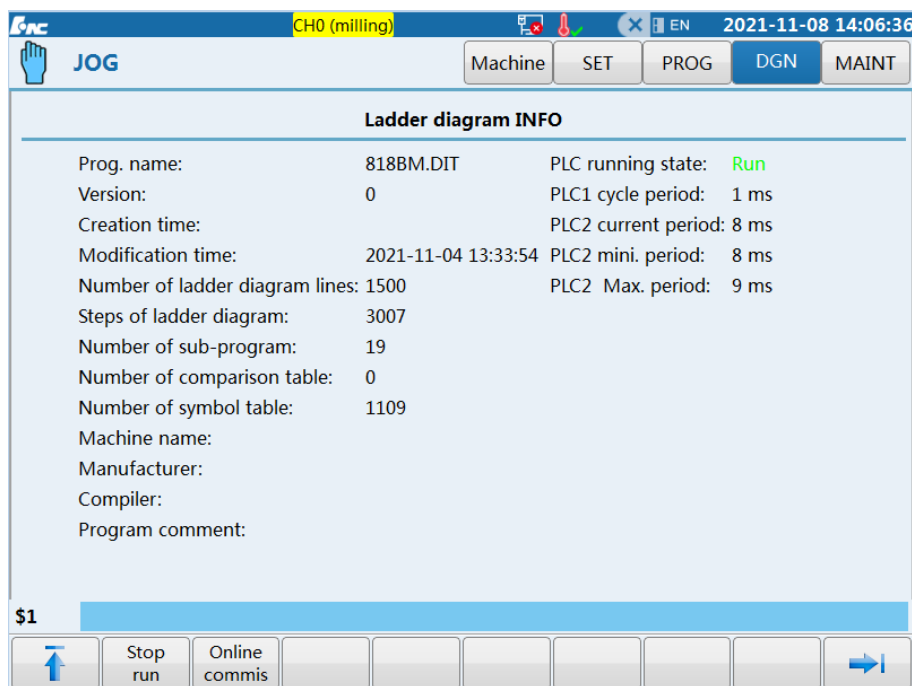 HNC CH0 (milling) EN 2021-11-08 14:06:36
JOG Machine SET PROG DGN MAINT
Ladder diagram INFO
Prog. name: 818BM.DIT PLC running state: Run
Version: 0 PLC1 cycle period: 1 ms
Creation time: PLC2 current period: 8 ms
Modification time: 2021-11-04 13:33:54 PLC2 mini. period: 8 ms
Number of ladder diagram lines: 1500 PLC2 Max. period: 9 ms
Steps of ladder diagram: 3007
Number of sub-program: 19
Number of comparison table: 0
Number of symbol table: 1109
Machine name:
Manufacturer:
Compiler:
Program comment:
$1
Stop Online
run commis